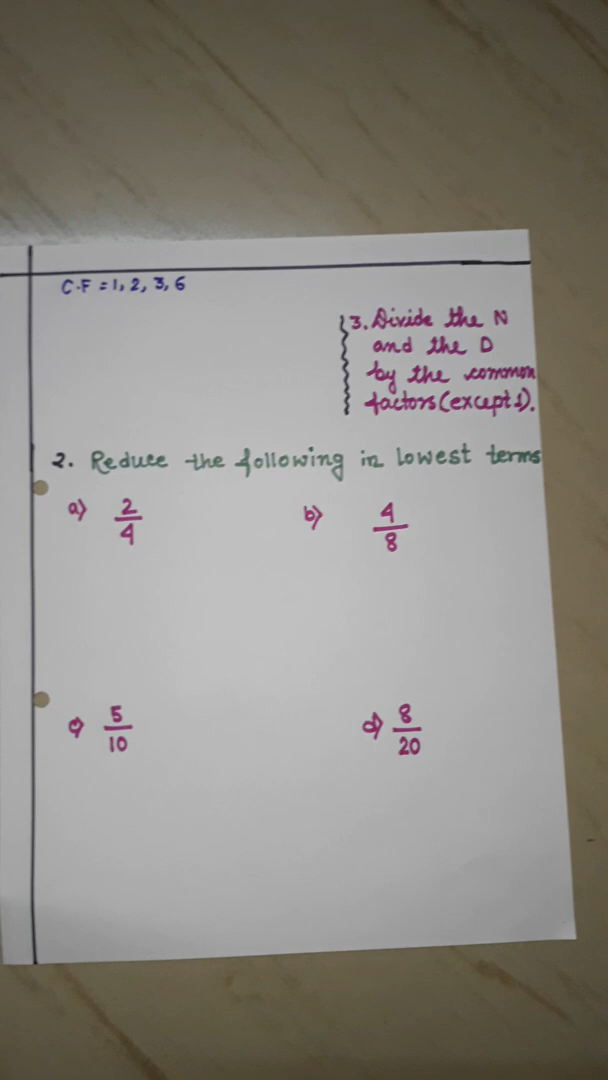 C.F = 1, 2, 3, 6
3. Divide the N
and the D
by the common
factors (except 1).
2. Reduce the following in lowest terms
a) 2/4 b) 4/8
c) 5/10 d) 8/20